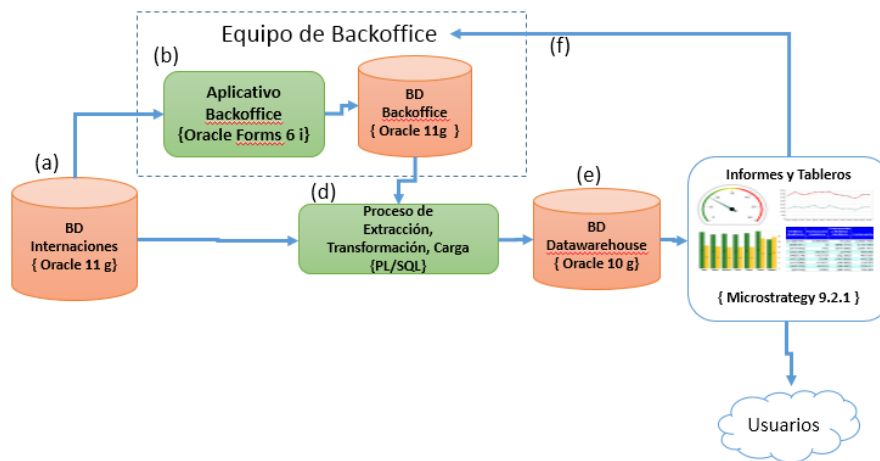 Equipo de Backoffice
(f)
(b)
Aplicativo
Backoffice
{Oracle Forms 6 i}
BD
Backoffice
{ Oracle 11g }
(a)
BD
Internaciones
{ Oracle 11 g}
(d)
Proceso de
Extracción,
Transformación, Carga
{PL/SQL}
(e)
BD
Datawarehouse
{ Oracle 10 g}
Informes y Tableros
{ Microstrategy 9.2.1 }
Usuarios